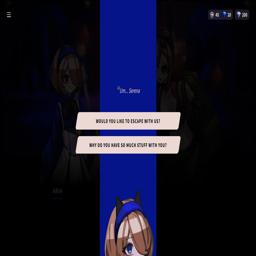 "Um... Serena
WOULD YOU LIKE TO ESCAPE WITH US?
WHY DO YOU HAVE SO MUCH STUFF WITH YOU?